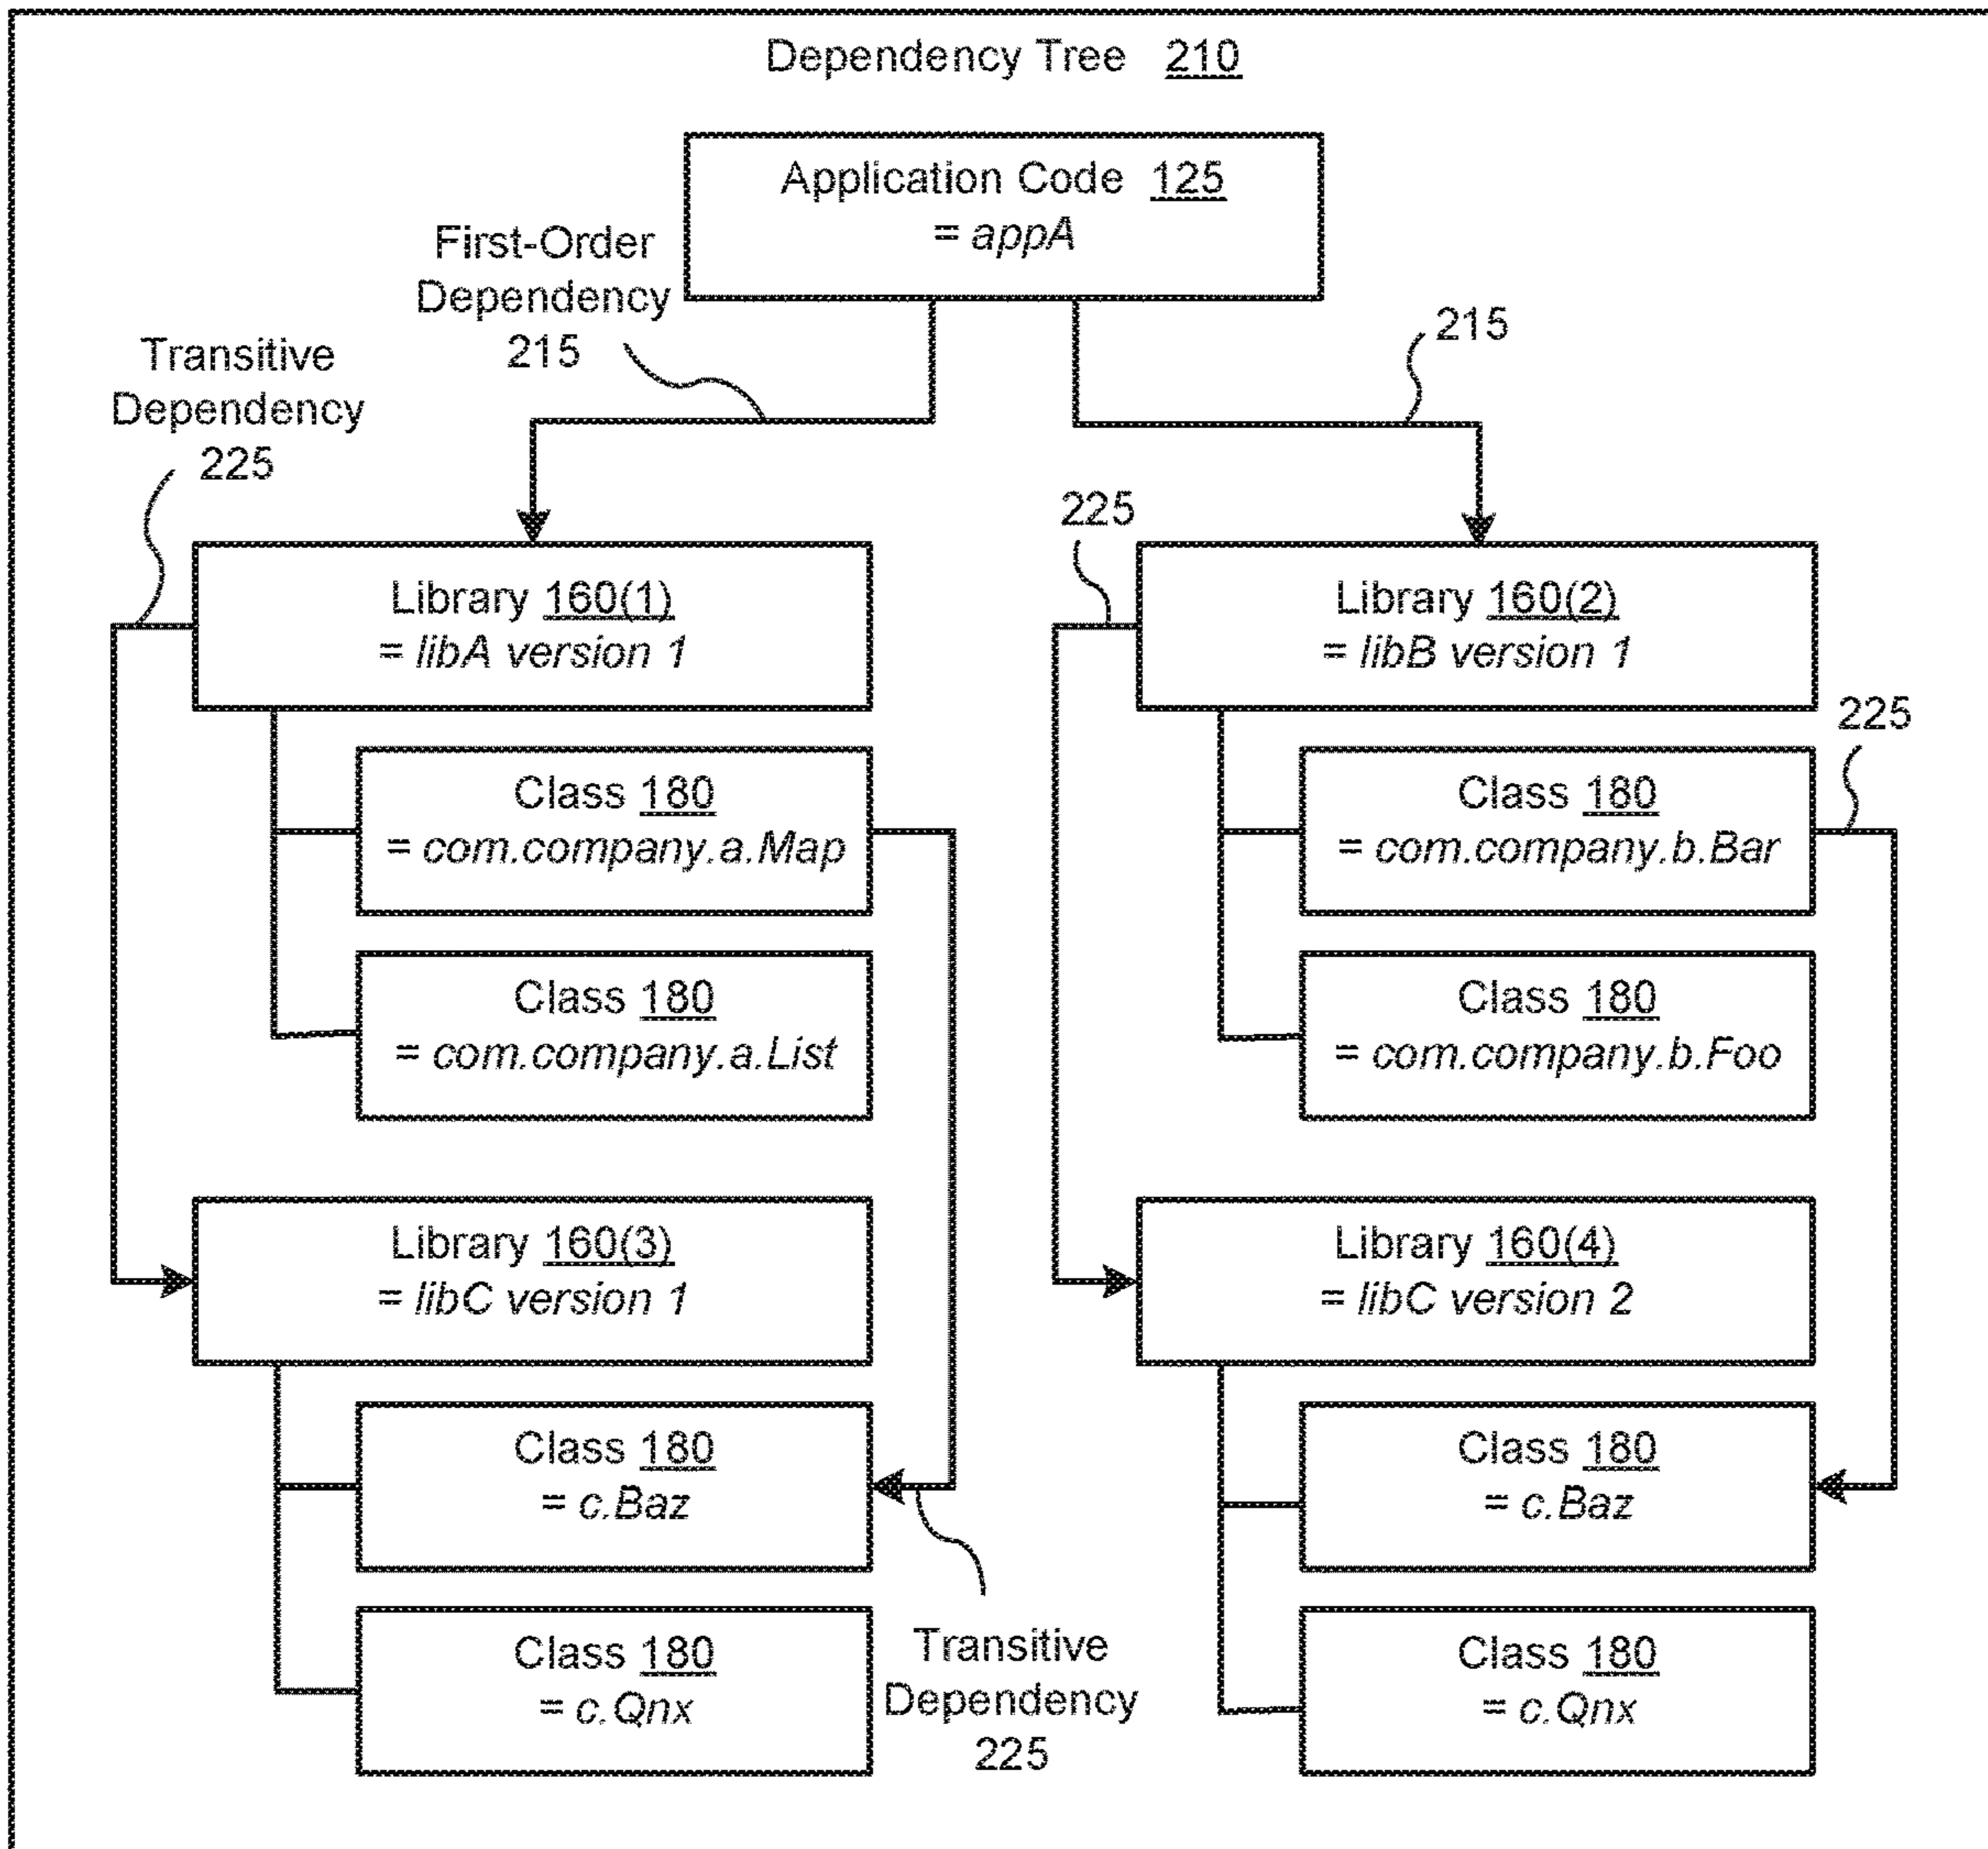 Dependency Tree 210
Application Code 125
= appA
First-Order
Dependency
215
215
Transitive
Dependency
225
225
Library 160(1)
= libA version 1
Library 160(2)
= libB version 1
225
Class 180
= com.company.a.Map
Class 180
= com.company.b.Bar
Class 180
= com.company.a.List
Class 180
= com.company.b.Foo
Library 160(3)
= libC version 1
Library 160(4)
= libC version 2
Class 180
= c.Baz
Class 180
= c.Baz
Class 180
= c.Qnx
Transitive
Dependency
225
Class 180
= c.Qnx